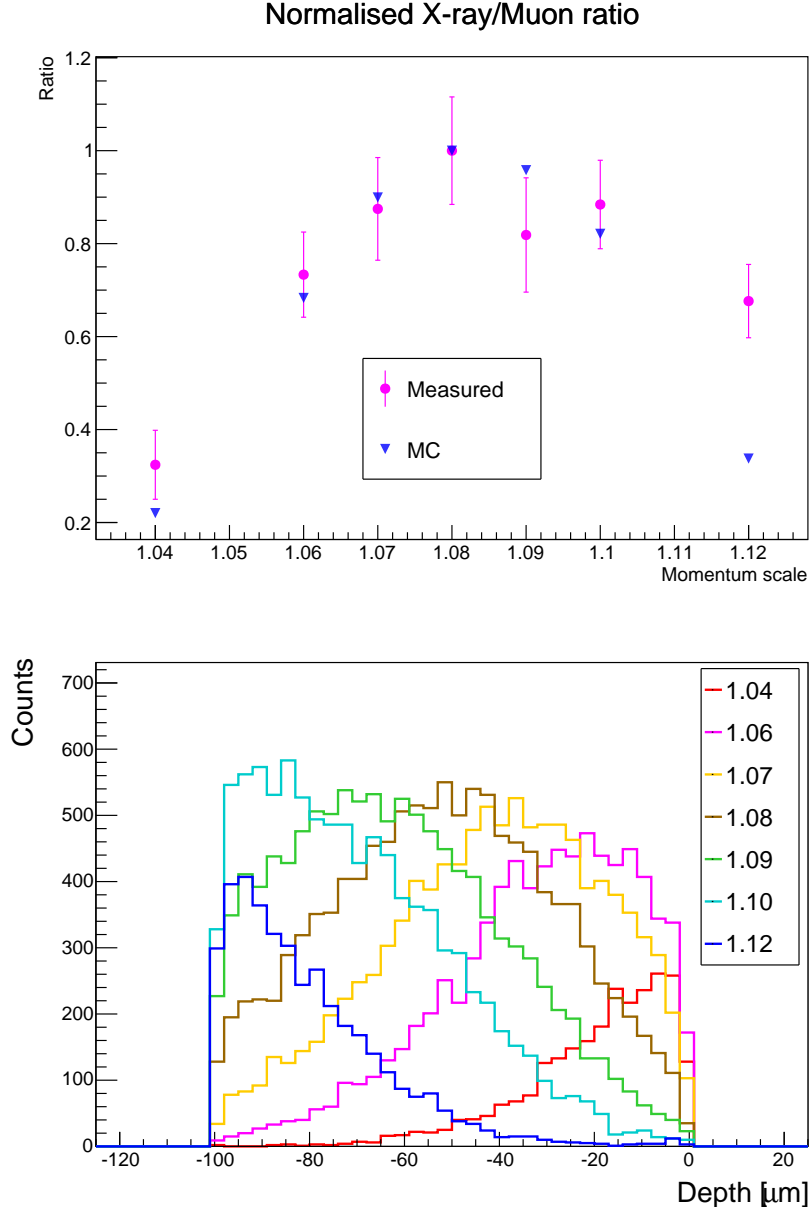 Normalised X-ray/Muon ratio
Ratio
1.2
1
0.8
0.6
0.4
0.2
Measured
MC
1.04 1.05 1.06 1.07 1.08 1.09 1.1 1.11 1.12
Momentum scale
Counts
700
600
500
400
300
200
100
0
1.04
1.06
1.07
1.08
1.09
1.10
1.12
-120 -100 -80 -60 -40 -20 0 20
Depth [μm]